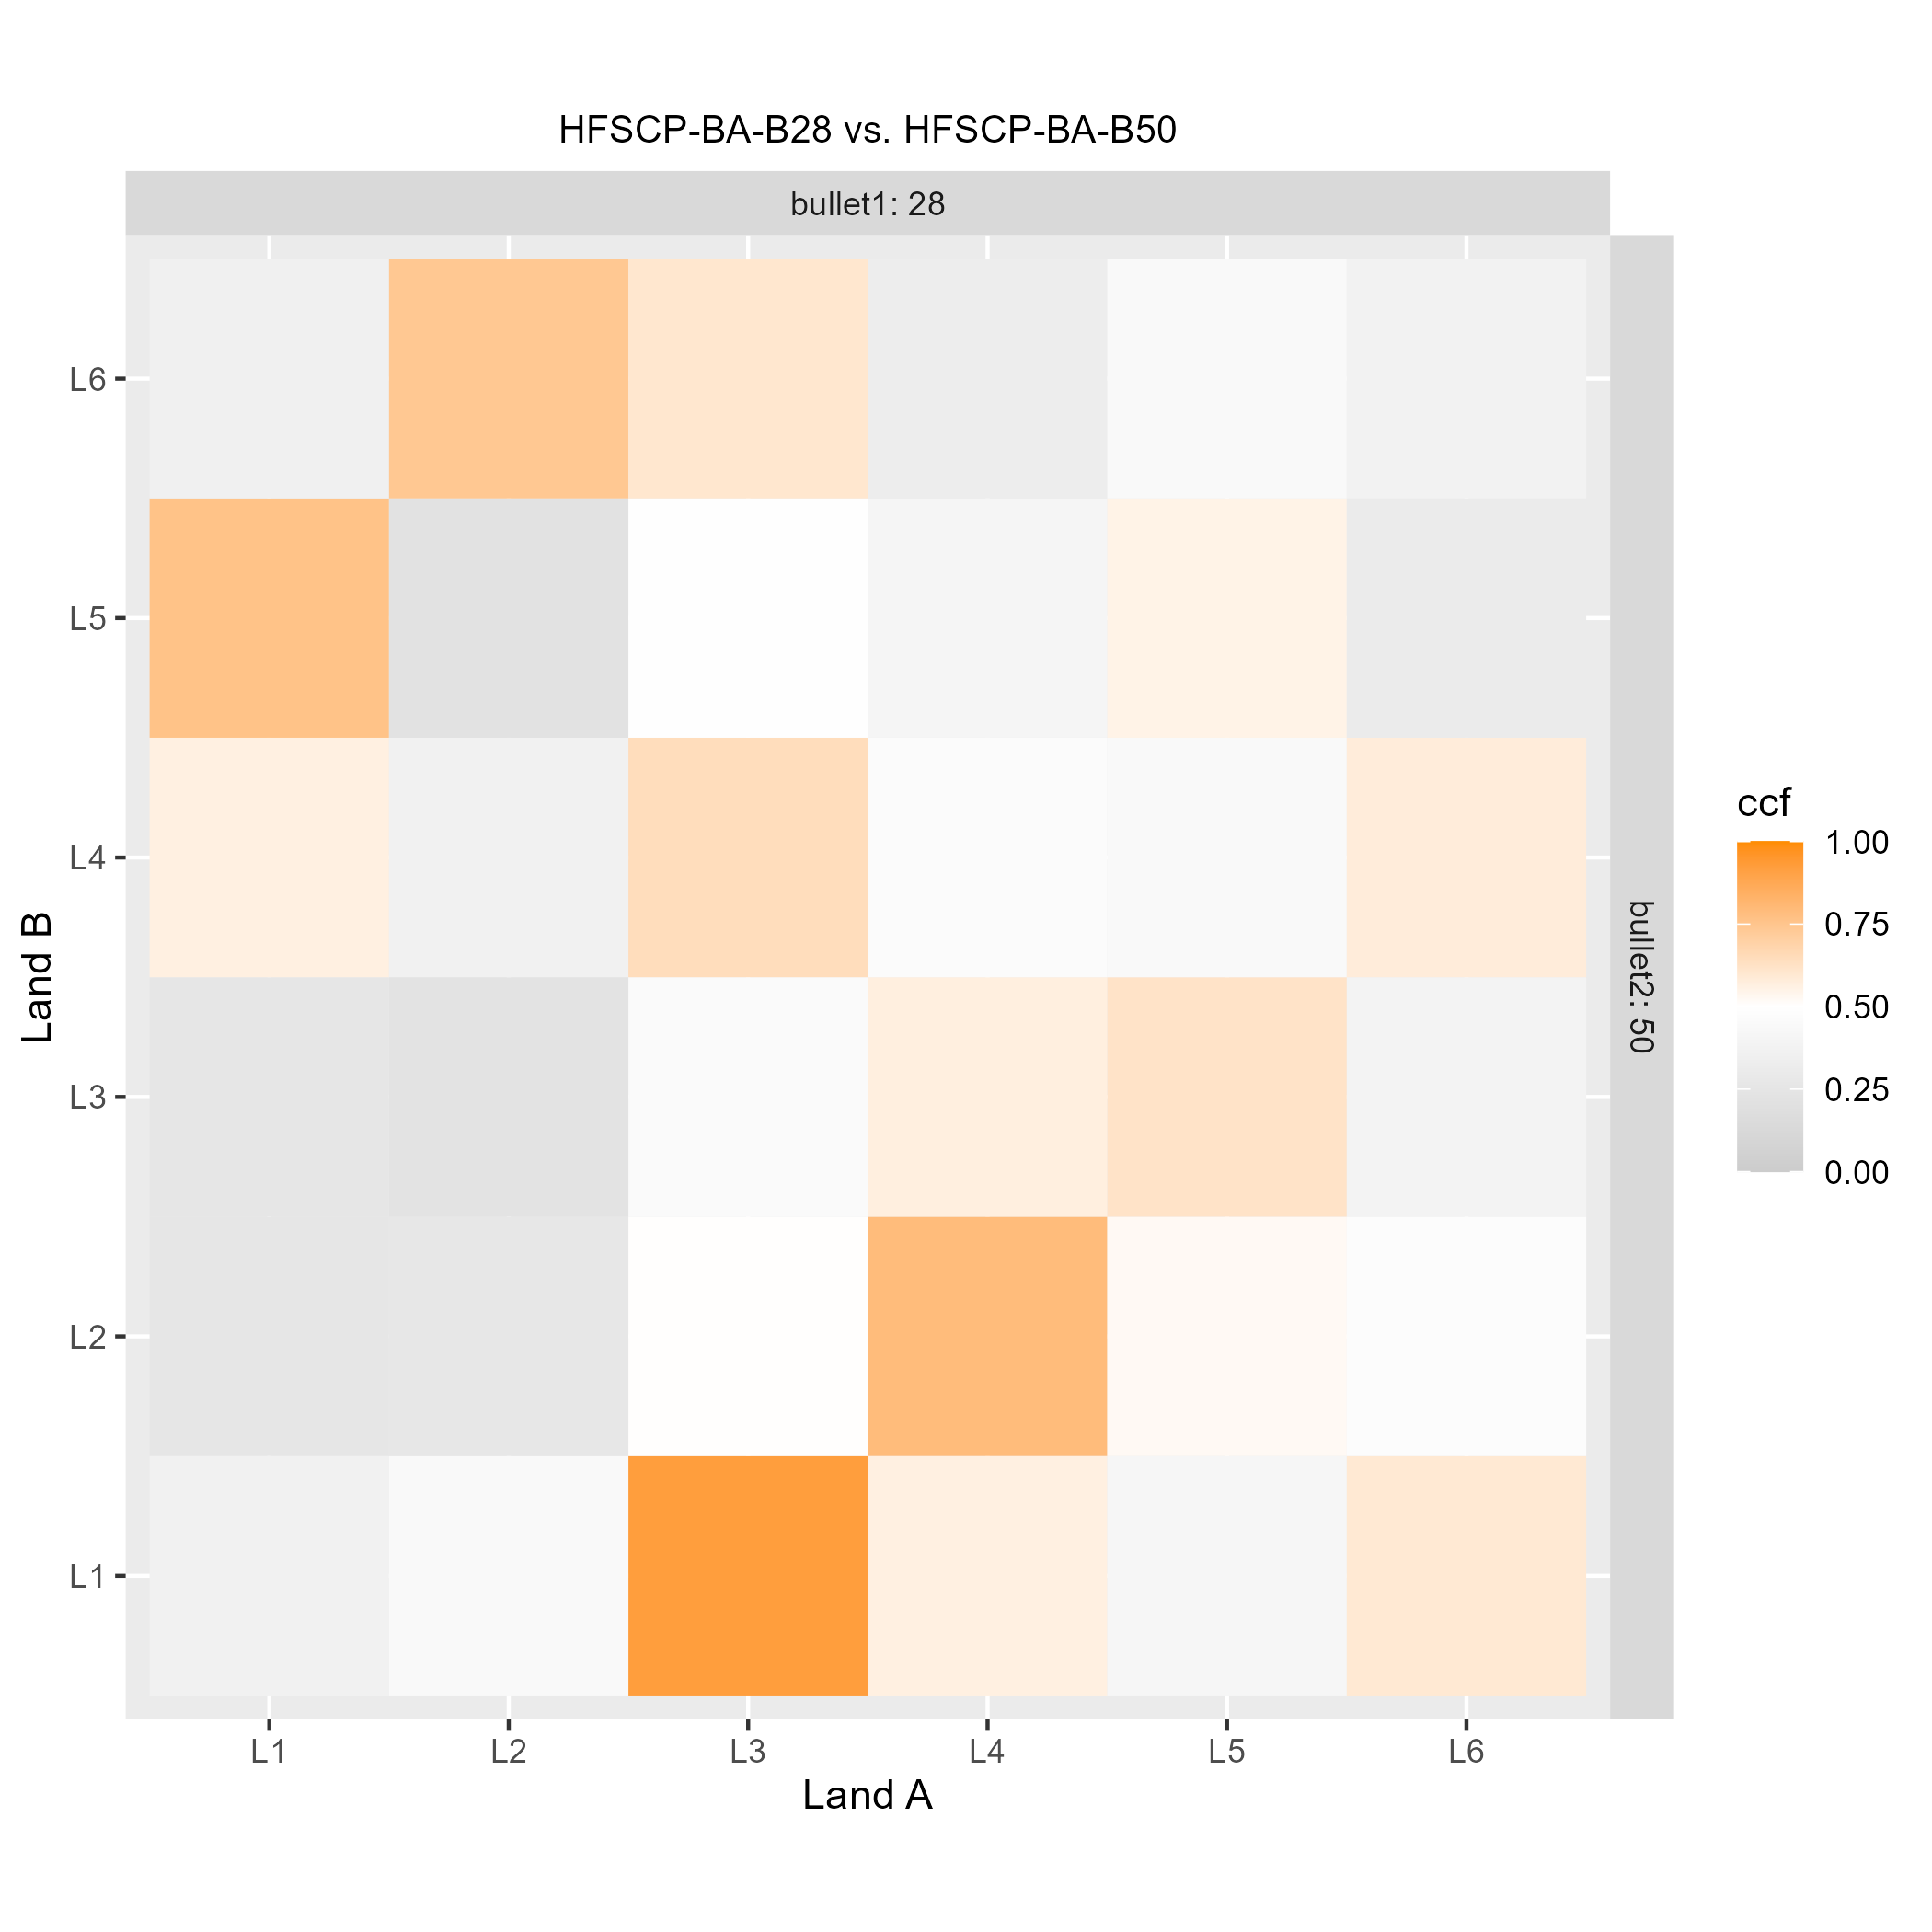 HFSCP-BA-B28 vs. HFSCP-BA-B50
bullet1: 28
L6
L5
L4
L3
L2
L1
Land B
bullet2: 50
ccf
1.00
0.75
0.50
0.25
0.00
L1
L2
L3
L4
L5
L6
Land A